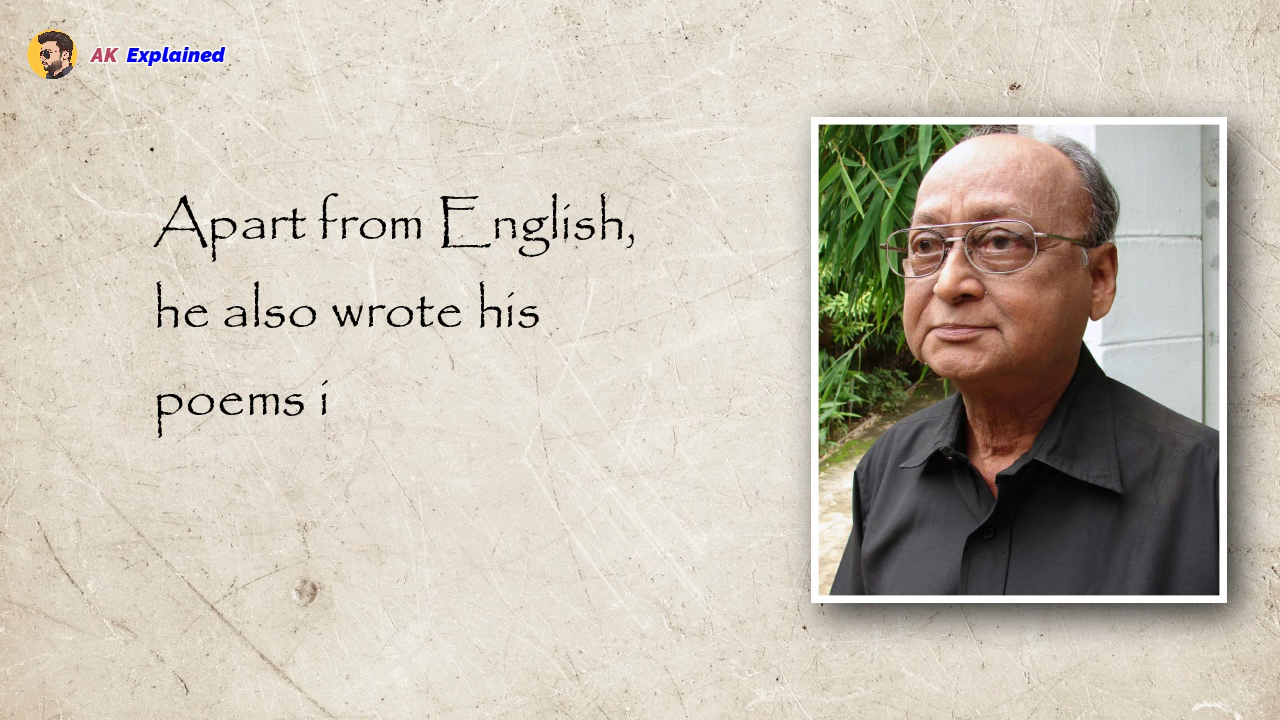 AK Explained
Apart from English,
he also wrote his
poems i